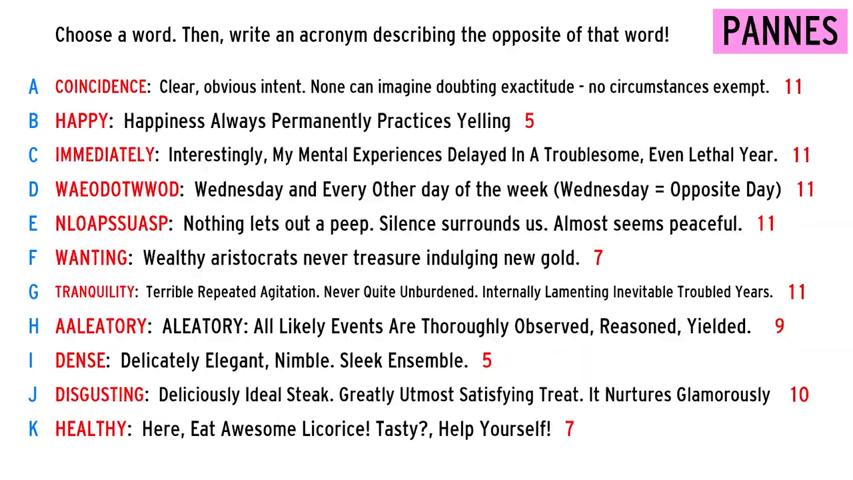 Choose a word. Then, write an acronym describing the opposite of that word!
PANNES
A COINCIDENCE: Clear, obvious intent. None can imagine doubting exactitude - no circumstances exempt. 11
B HAPPY: Happiness Always Permanently Practices Yelling 5
C IMMEDIATELY: Interestingly, My Mental Experiences Delayed In A Troublesome, Even Lethal Year. 11
D WAEODOTWWOD: Wednesday and Every Other day of the week (Wednesday = Opposite Day) 11
E NLOAPSSUASP: Nothing lets out a peep. Silence surrounds us. Almost seems peaceful. 11
F WANTING: Wealthy aristocrats never treasure indulging new gold. 7
G TRANQUILITY: Terrible Repeated Agitation. Never Quite Unburdened. Internally Lamenting Inevitable Troubled Years. 11
H AALEATORY: ALEATORY: All Likely Events Are Thoroughly Observed, Reasoned, Yielded. 9
I DENSE: Delicately Elegant, Nimble. Sleek Ensemble. 5
J DISGUSTING: Deliciously Ideal Steak. Greatly Utmost Satisfying Treat. It Nurtures Glamorously 10
K HEALTHY: Here, Eat Awesome Licorice! Tasty?, Help Yourself! 7